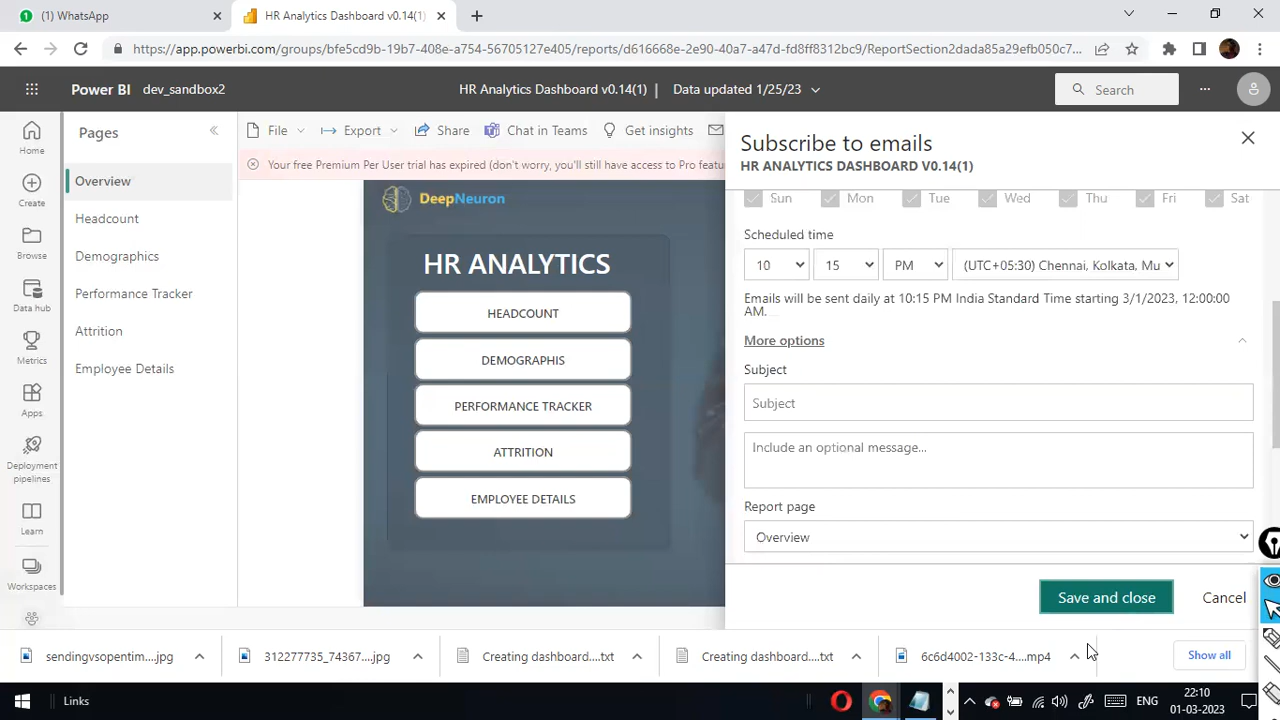 (1) WhatsApp
HR Analytics Dashboard v0.14(1)
https://app.powerbi.com/groups/bfe5cd9b-19b7-408e-a754-56705127e405/reports/d616668e-2e90-40a7-a47d-fd8ff8312bc9/ReportSection2dada85a29efb050c7...
Power BI dev_sandbox2
HR Analytics Dashboard v0.14(1) | Data updated 1/25/23
Search
Home
Create
Browse
Data hub
Metrics
Apps
Deployment
pipelines
Learn
Workspaces
Pages
Overview
Headcount
Demographics
Performance Tracker
Attrition
Employee Details
File Export Share Chat in Teams Get insights
Your free Premium Per User trial has expired (don't worry, you'll still have access to Pro featu
DeepNeuron
HR ANALYTICS
HEADCOUNT
DEMOGRAPHIS
PERFORMANCE TRACKER
ATTRITION
EMPLOYEE DETAILS
Subscribe to emails
HR ANALYTICS DASHBOARD V0.14(1)
Sun Mon Tue Wed Thu Fri Sat
Scheduled time
10 15 PM (UTC+05:30) Chennai, Kolkata, Mu
Emails will be sent daily at 10:15 PM India Standard Time starting 3/1/2023, 12:00:00
AM.
More options
Subject
Subject
Include an optional message...
Report page
Overview
Save and close Cancel
sendingvsopentim....jpg
312277735_74367....jpg
Creating dashboard....txt
Creating dashboard....txt
6c6d4002-133c-4....mp4
Show all
Links
ENG
22:10
01-03-2023